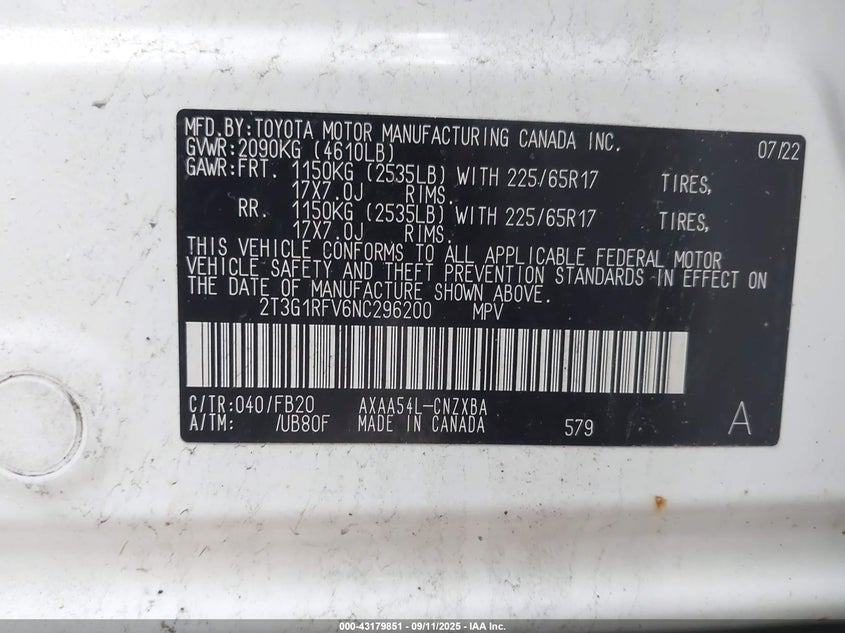 MFD.BY:TOYOTA MOTOR MANUFACTURING CANADA INC. 07/22
GVWR:2090KG (4610LB)
GAWR:FRT. 1150KG (2535LB) WITH 225/65R17 TIRES,
17X7.0J RIMS.
RR. 1150KG (2535LB) WITH 225/65R17 TIRES,
17X7.0J RIMS.
THIS VEHICLE CONFORMS TO ALL APPLICABLE FEDERAL MOTOR
VEHICLE SAFETY AND THEFT PREVENTION STANDARDS IN EFFECT ON
THE DATE OF MANUFACTURE SHOWN ABOVE.
2T3G1RFV6NC296200 MPV
C/TR:040/FB20 AXAA54L-CNZXBA
A/TM: /UB80F MADE IN CANADA 579 A
000-43179851 - 09/11/2025 - IAA Inc.